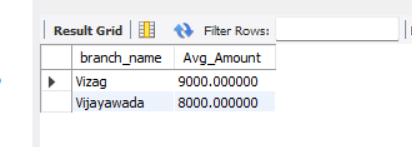 Result Grid Filter Rows:
branch_name Avg_Amount
Vizag 9000.000000
Vijayawada 8000.000000